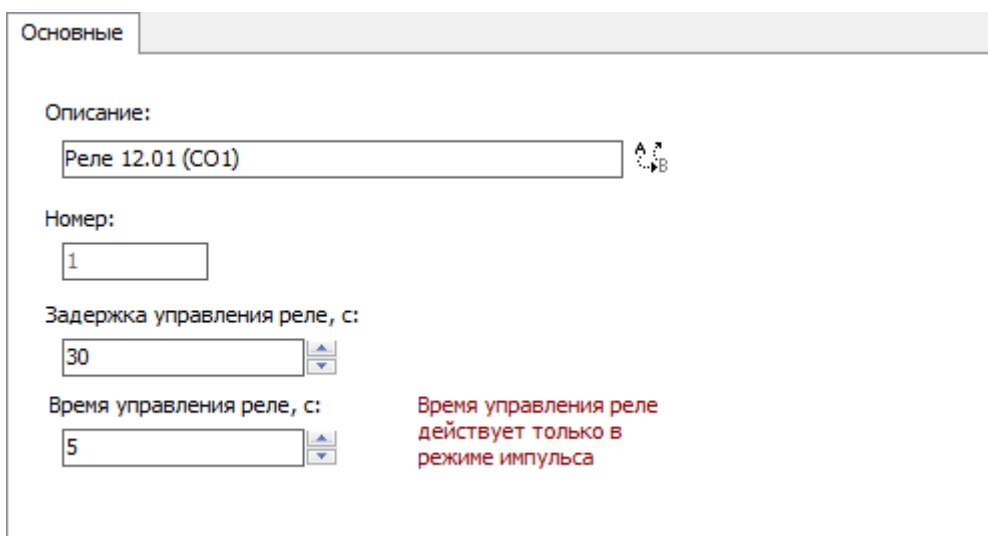 Основные
Описание:
Реле 12.01 (СО1)
A
B
Номер:
1
Задержка управления реле, с:
30
Время управления реле, с:
5
Время управления реле
действует только в
режиме импульса